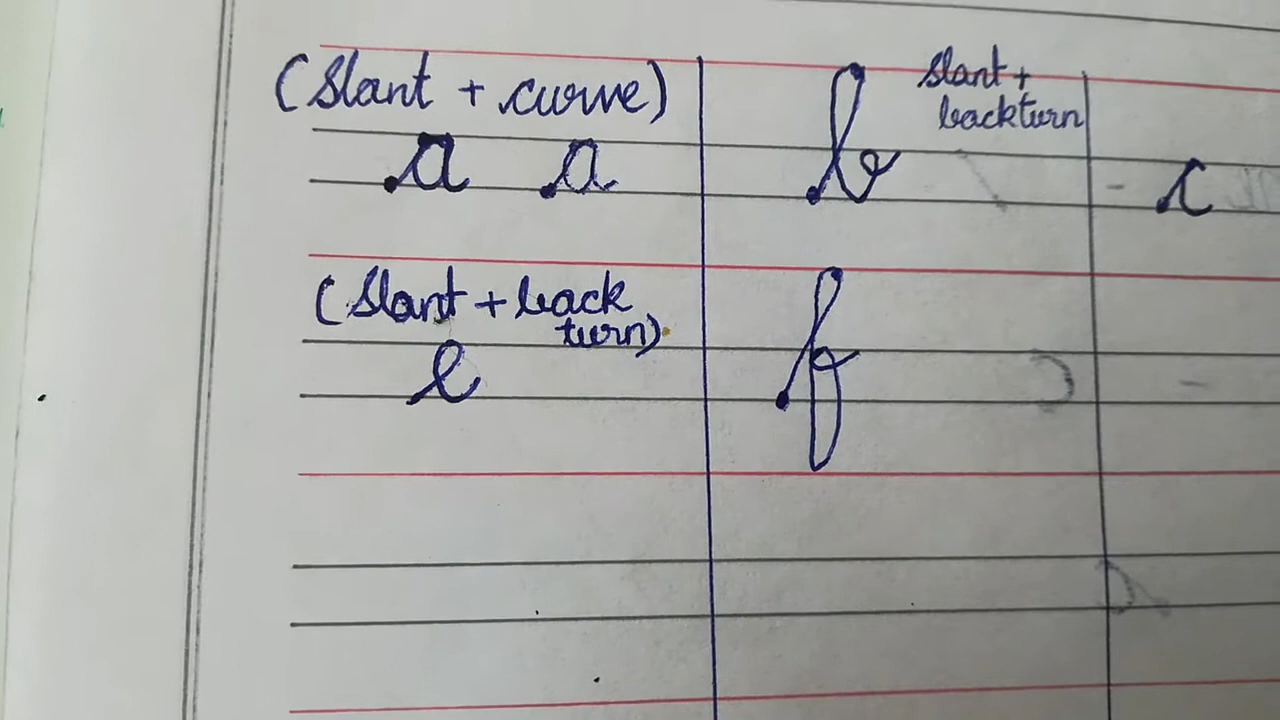 (Slant + curve)
a a
b
slant +
backturn
c
(Slant + back
turn)
e
f